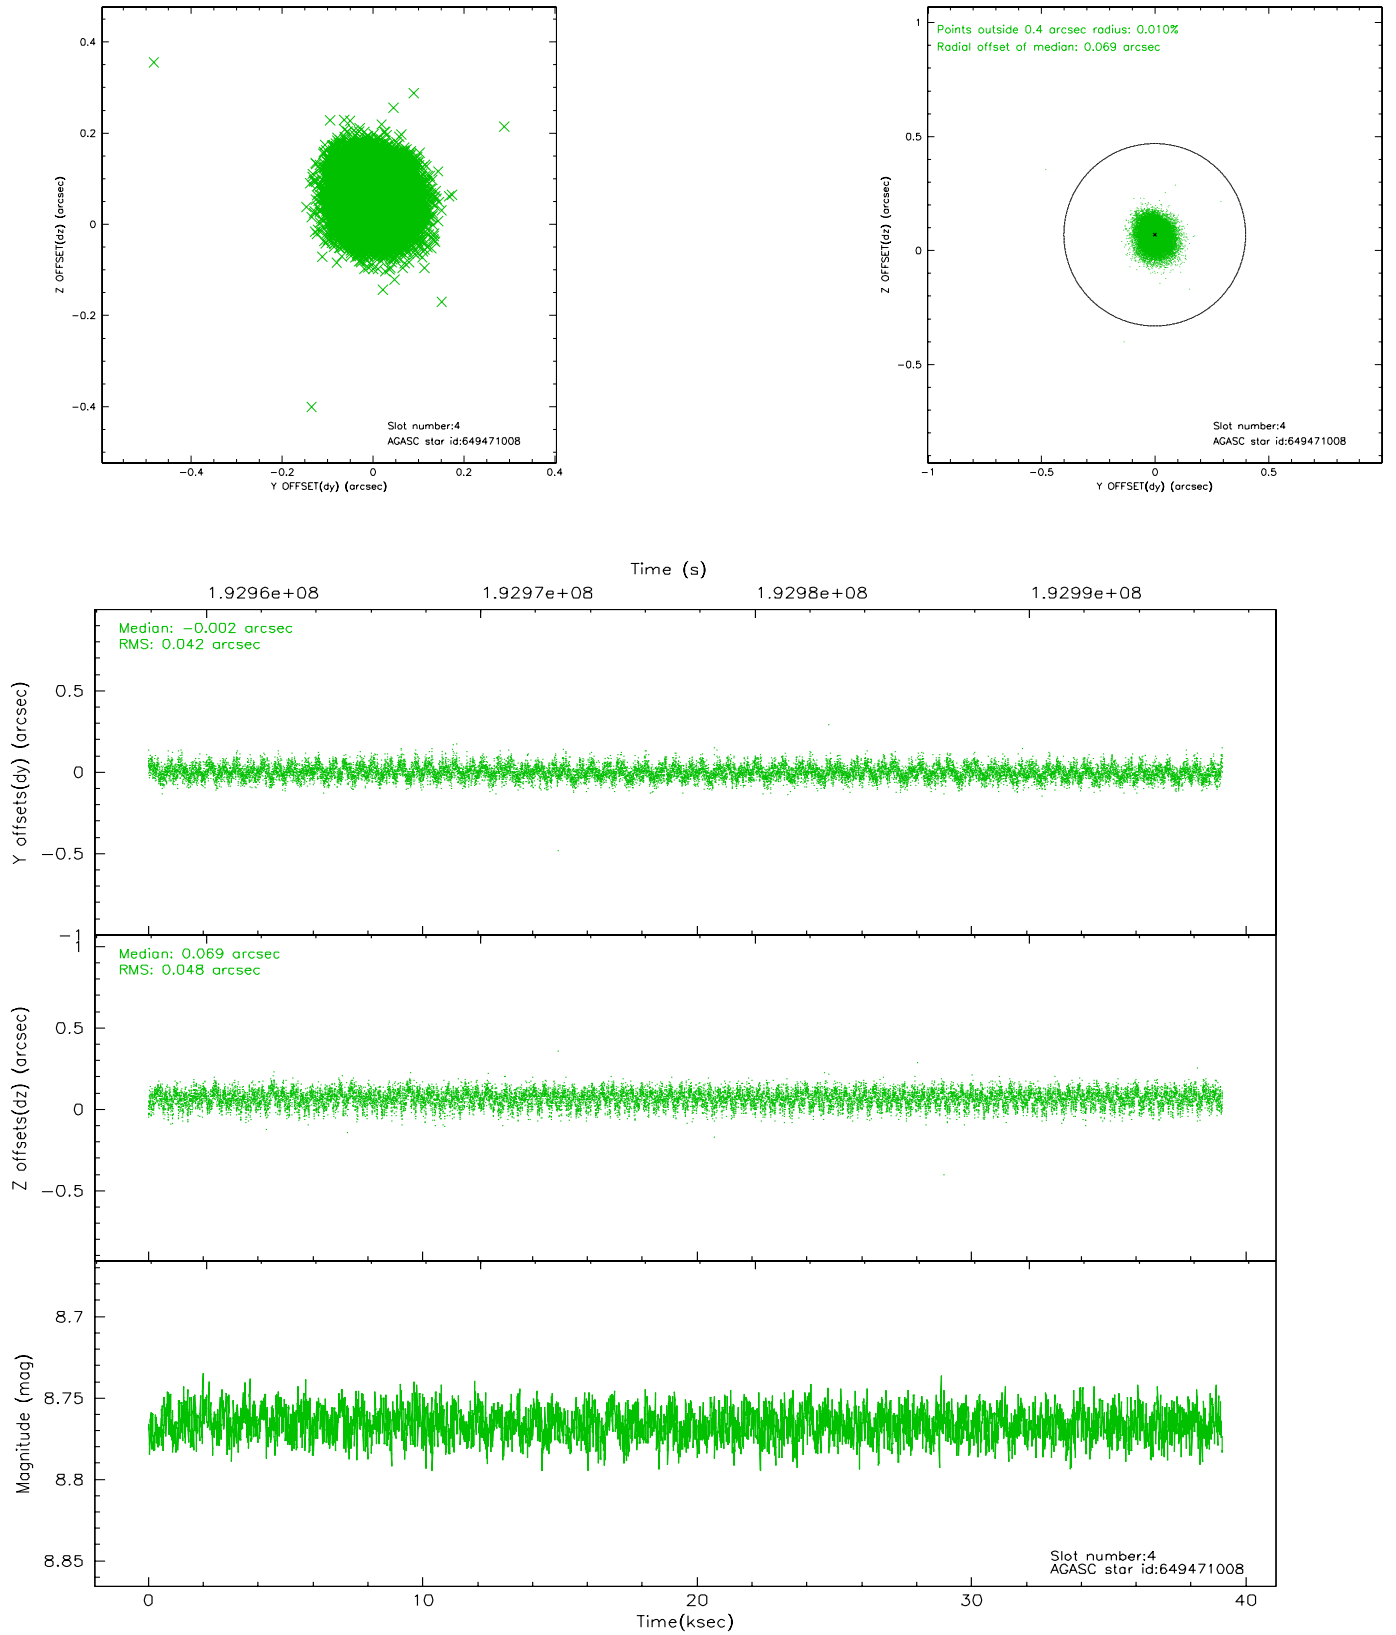 0.4
0.2
0
−0.2
−0.4
Z OFFSET(dz) (arcsec)
Slot number:4
AGASC star id:649471008
−0.4
−0.2
0
0.2
0.4
Y OFFSET(dy) (arcsec)
Points outside 0.4 arcsec radius: 0.010%
Radial offset of median: 0.069 arcsec
1
0.5
0
−0.5
Z OFFSET(dz) (arcsec)
Slot number:4
AGASC star id:649471008
−1
−0.5
0
0.5
Y OFFSET(dy) (arcsec)
Time (s)
1.9296e+08
1.9297e+08
1.9298e+08
1.9299e+08
Median: −0.002 arcsec
RMS: 0.042 arcsec
0.5
0
−0.5
−1
Y offsets(dy) (arcsec)
Median: 0.069 arcsec
RMS: 0.048 arcsec
1
0.5
0
−0.5
Z offsets(dz) (arcsec)
8.7
8.75
8.8
8.85
Magnitude (mag)
Slot number:4
AGASC star id:649471008
0
10
20
30
40
Time(ksec)